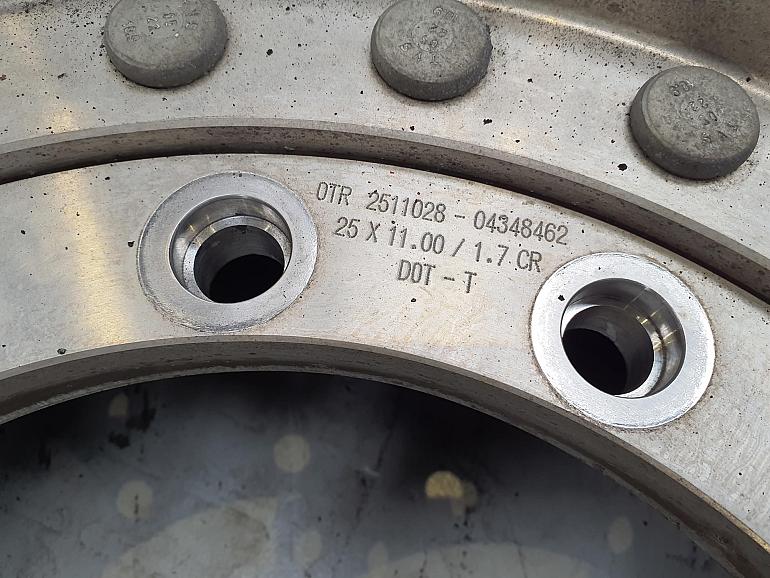 OTR 2511028 - 04348462
25 X 11.00 / 1.7 CR
DOT - T